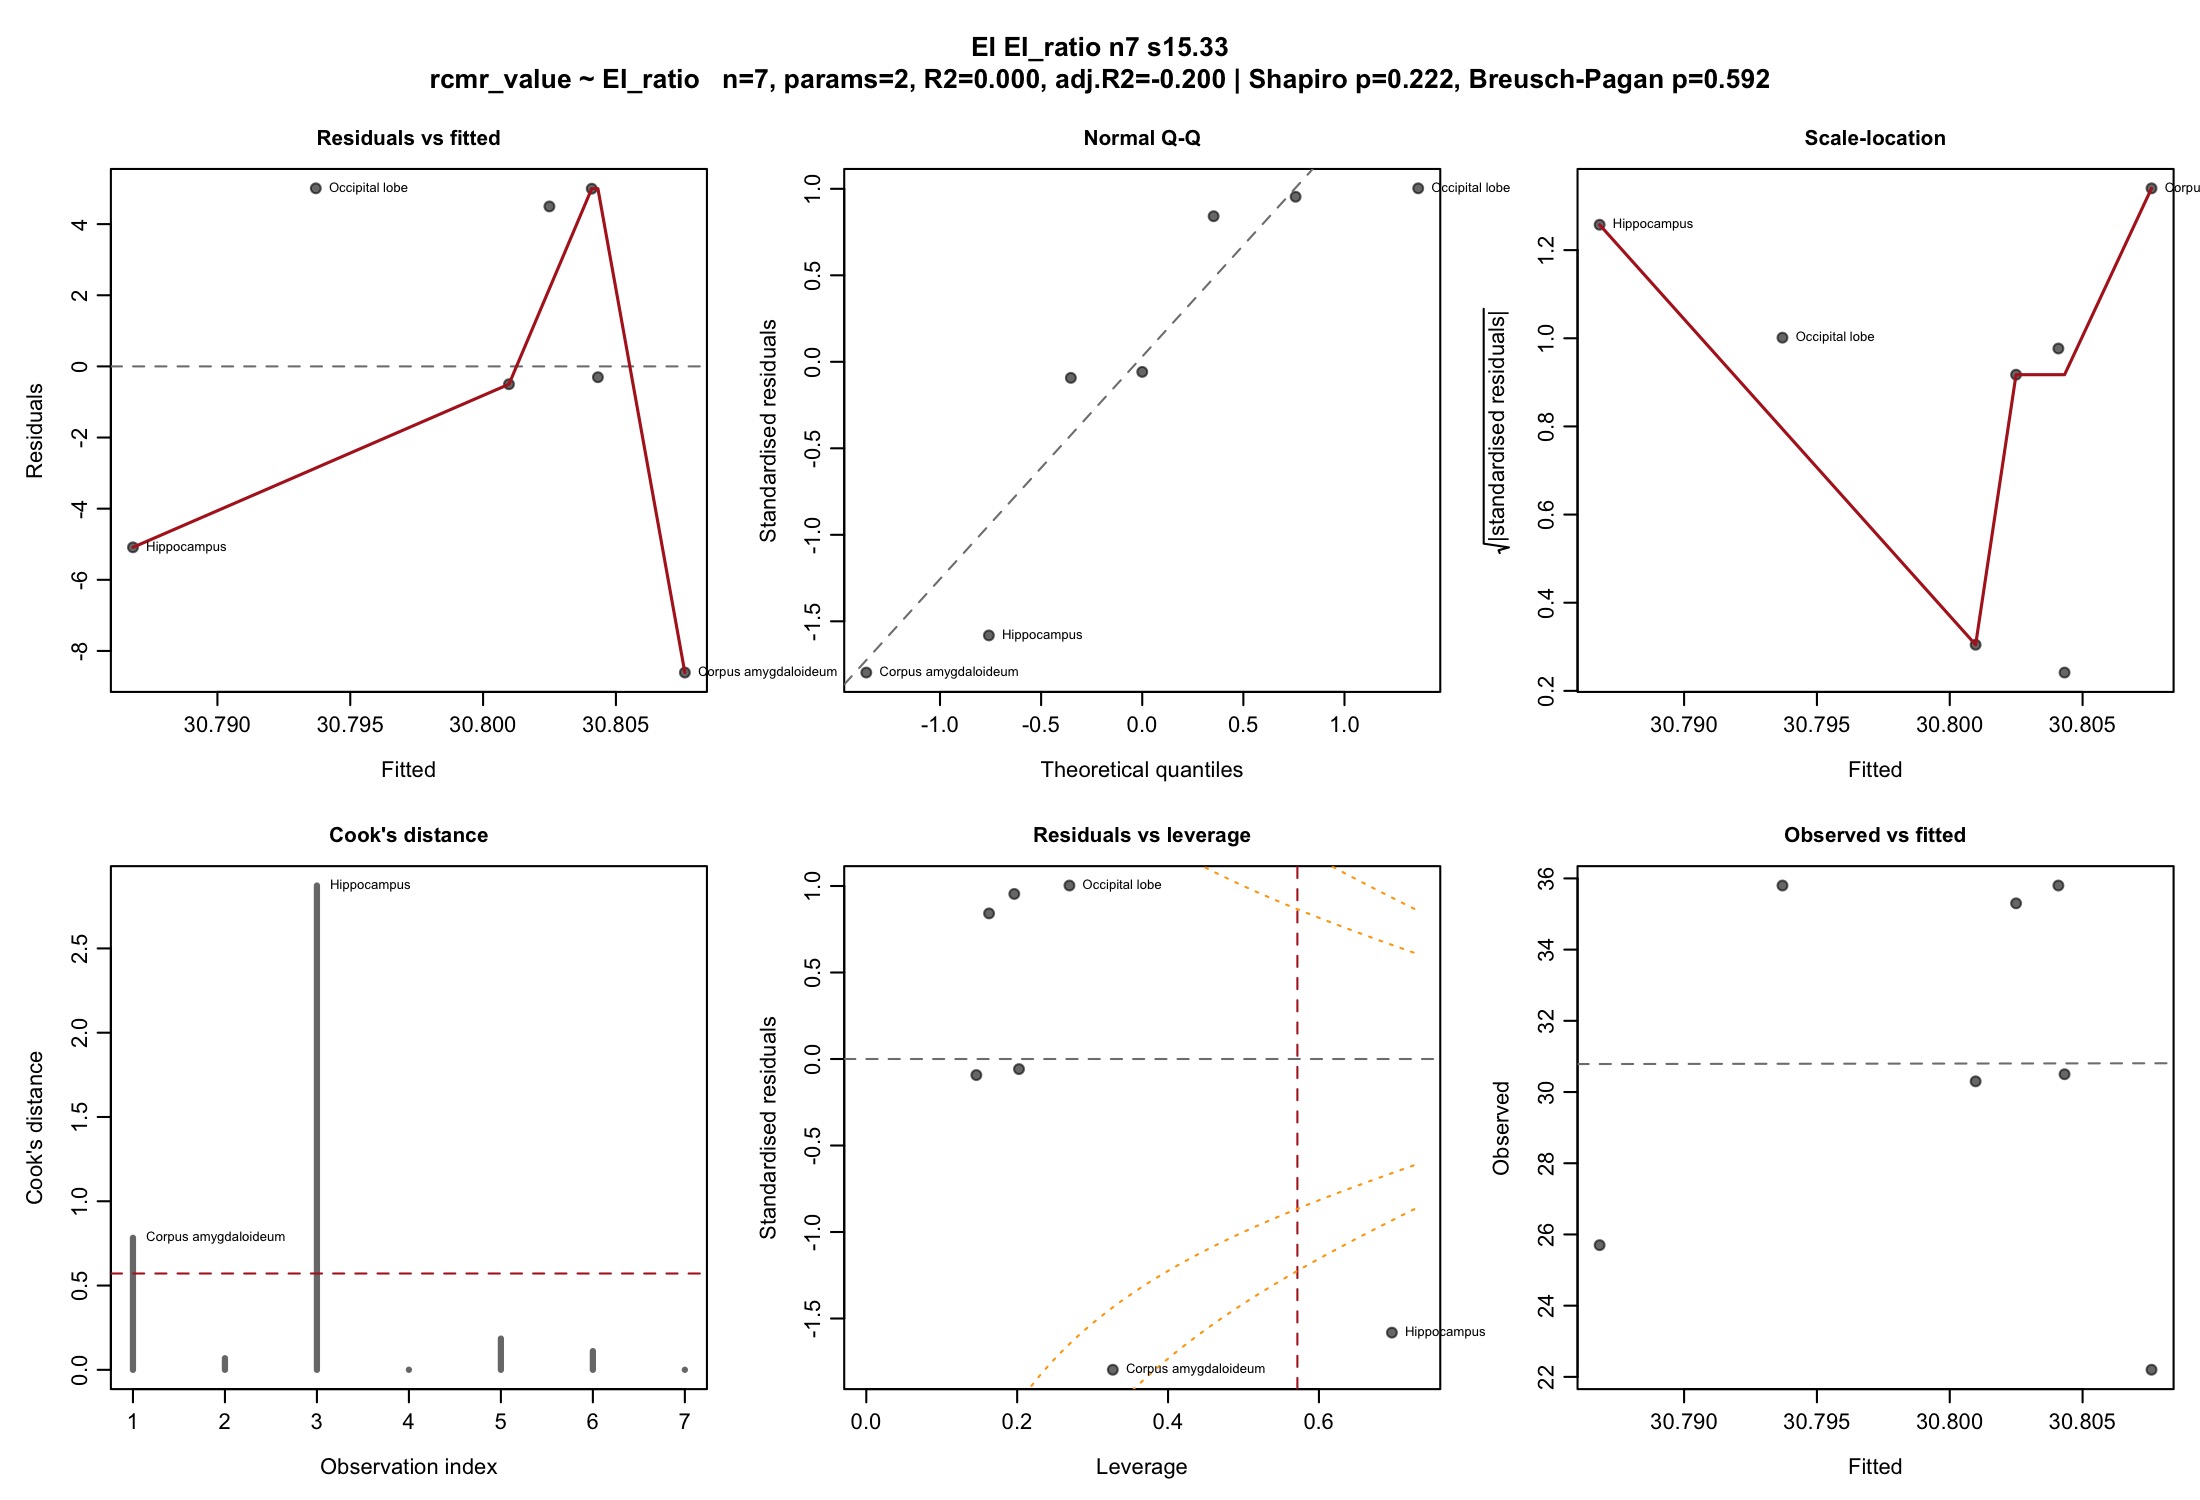 EI EI_ratio n7 s15.33
rcmr_value ~ EI_ratio   n=7, params=2, R2=0.000, adj.R2=-0.200 | Shapiro p=0.222, Breusch-Pagan p=0.592
Residuals vs fitted
Residuals
4
2
0
-2
-4
-6
-8
Occipital lobe
Hippocampus
Corpus amygdaloideum
30.790 30.795 30.800 30.805
Fitted
Normal Q-Q
Standardised residuals
1.0
0.5
0.0
-0.5
-1.0
-1.5
Occipital lobe
Hippocampus
Corpus amygdaloideum
-1.0 -0.5 0.0 0.5 1.0
Theoretical quantiles
Scale-location
√|standardised residuals|
1.2
1.0
0.8
0.6
0.4
0.2
Corpu
Hippocampus
Occipital lobe
30.790 30.795 30.800 30.805
Fitted
Cook's distance
Cook's distance
2.5
2.0
1.5
1.0
0.5
0.0
Hippocampus
Corpus amygdaloideum
1 2 3 4 5 6 7
Observation index
Residuals vs leverage
Standardised residuals
1.0
0.5
0.0
-0.5
-1.0
-1.5
Occipital lobe
Hippocampus
Corpus amygdaloideum
0.0 0.2 0.4 0.6
Leverage
Observed vs fitted
Observed
36
34
32
30
28
26
24
22
30.790 30.795 30.800 30.805
Fitted